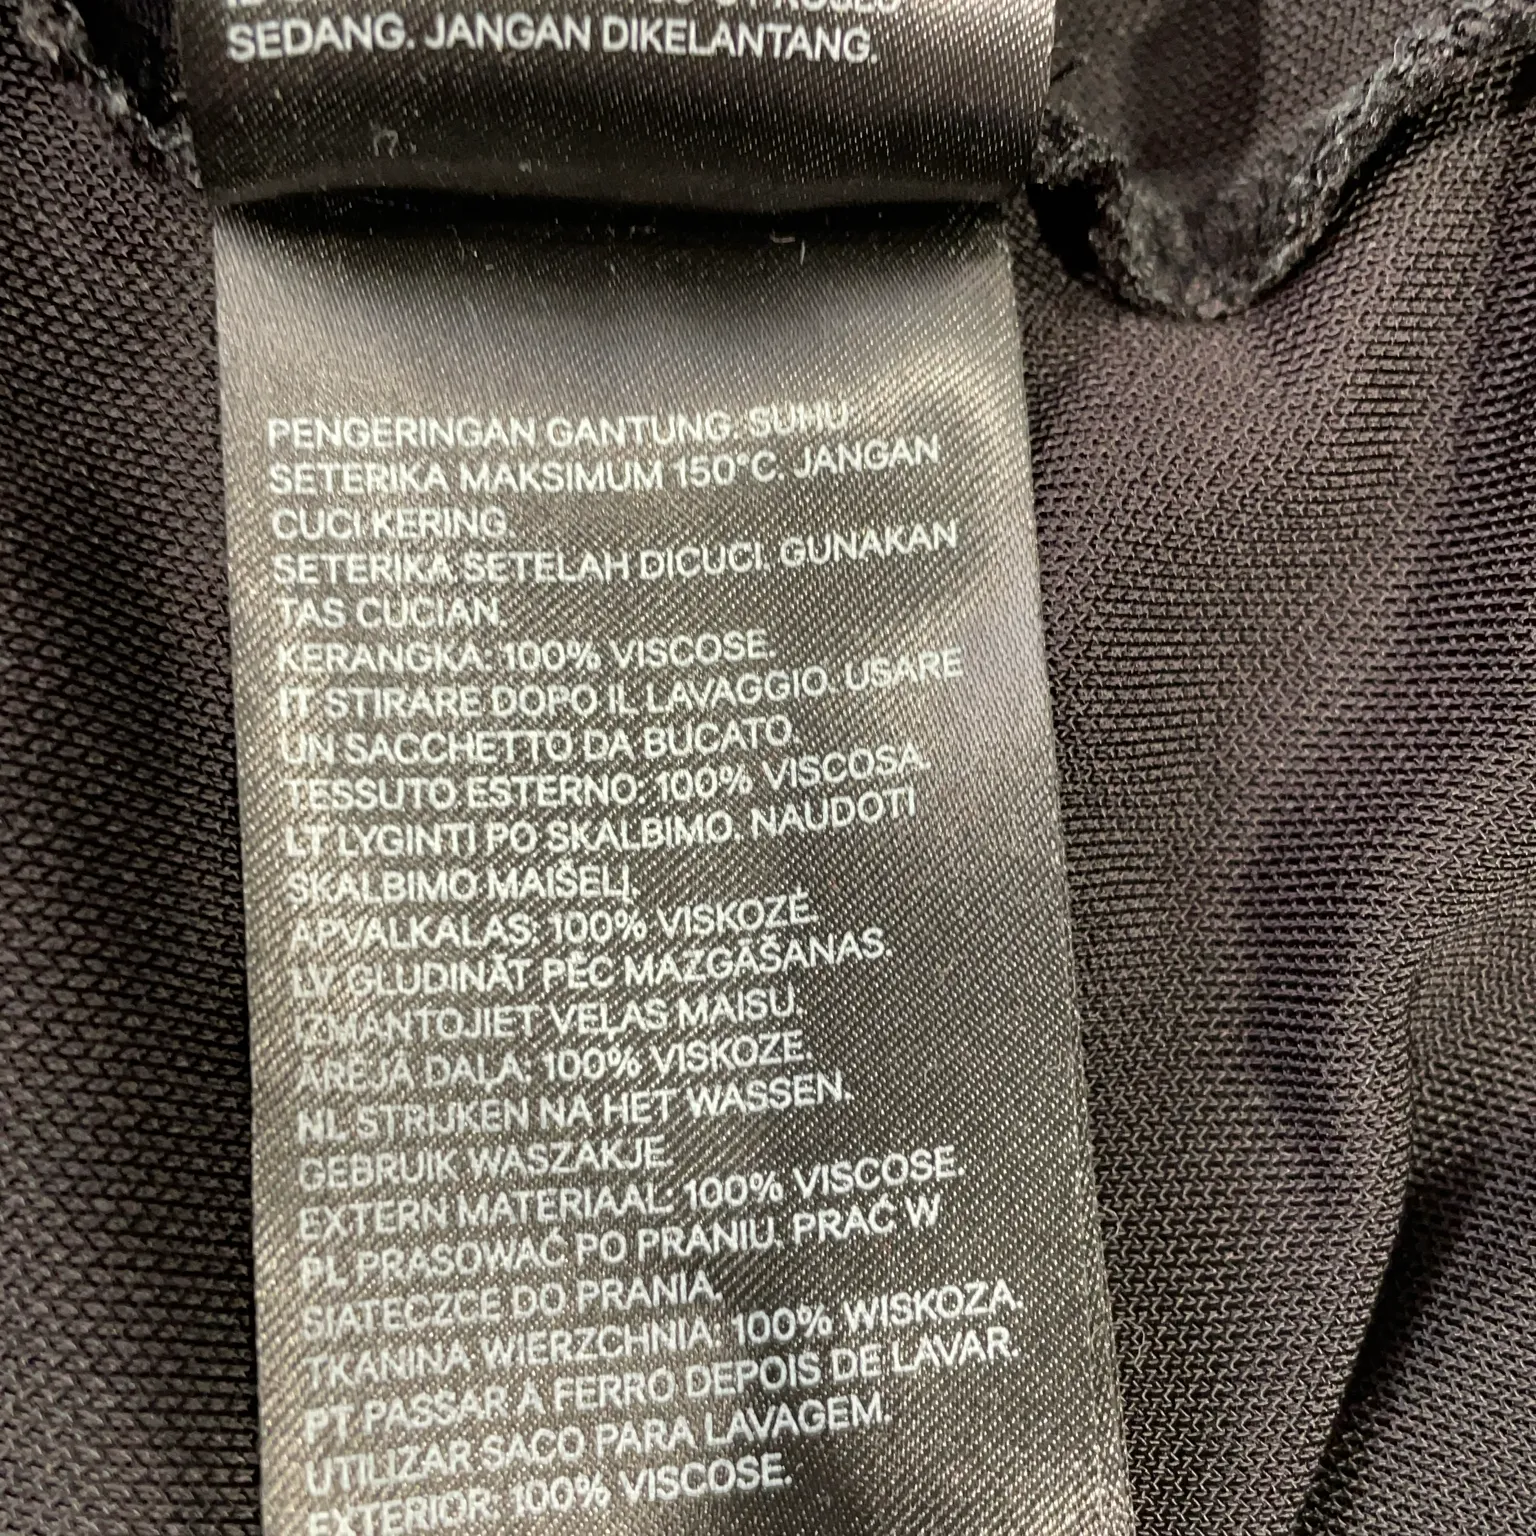 SEDANG. JANGAN DIKELANTANG.
PENGERINGAN GANTUNG. SUHU
SETERIKA MAKSIMUM 150°C. JANGAN
CUCI KERING.
SETERIKA SETELAH DICUCI. GUNAKAN
TAS CUCIAN.
KERANGKA: 100% VISCOSE.
IT STIRARE DOPO IL LAVAGGIO. USARE
UN SACCHETTO DA BUCATO.
TESSUTO ESTERNO: 100% VISCOSA.
LT LYGINTI PO SKALBIMO. NAUDOTI
SKALBIMO MAIŠELĮ.
APVALKALAS: 100% VISKOZĖ.
LV GLUDINĀT PĒC MAZGĀŠANAS.
IZMANTOJIET VEĻAS MAISU.
ĀRĒJĀ DAĻA: 100% VISKOZE.
NL STRIJKEN NA HET WASSEN.
GEBRUIK WASZAKJE.
EXTERN MATERIAAL: 100% VISCOSE.
PL PRASOWAĆ PO PRANIU. PRAĆ W
SIATECZCE DO PRANIA.
TKANINA WIERZCHNIA: 100% WISKOZA.
PT PASSAR A FERRO DEPOIS DE LAVAR.
UTILIZAR SACO PARA LAVAGEM.
EXTERIOR: 100% VISCOSE.